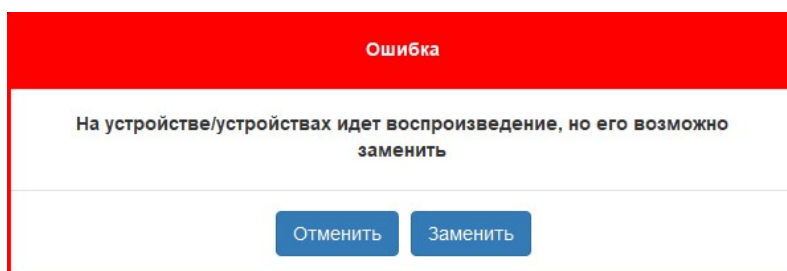 Ошибка
На устройстве/устройствах идет воспроизведение, но его возможно
заменить
Отменить Заменить